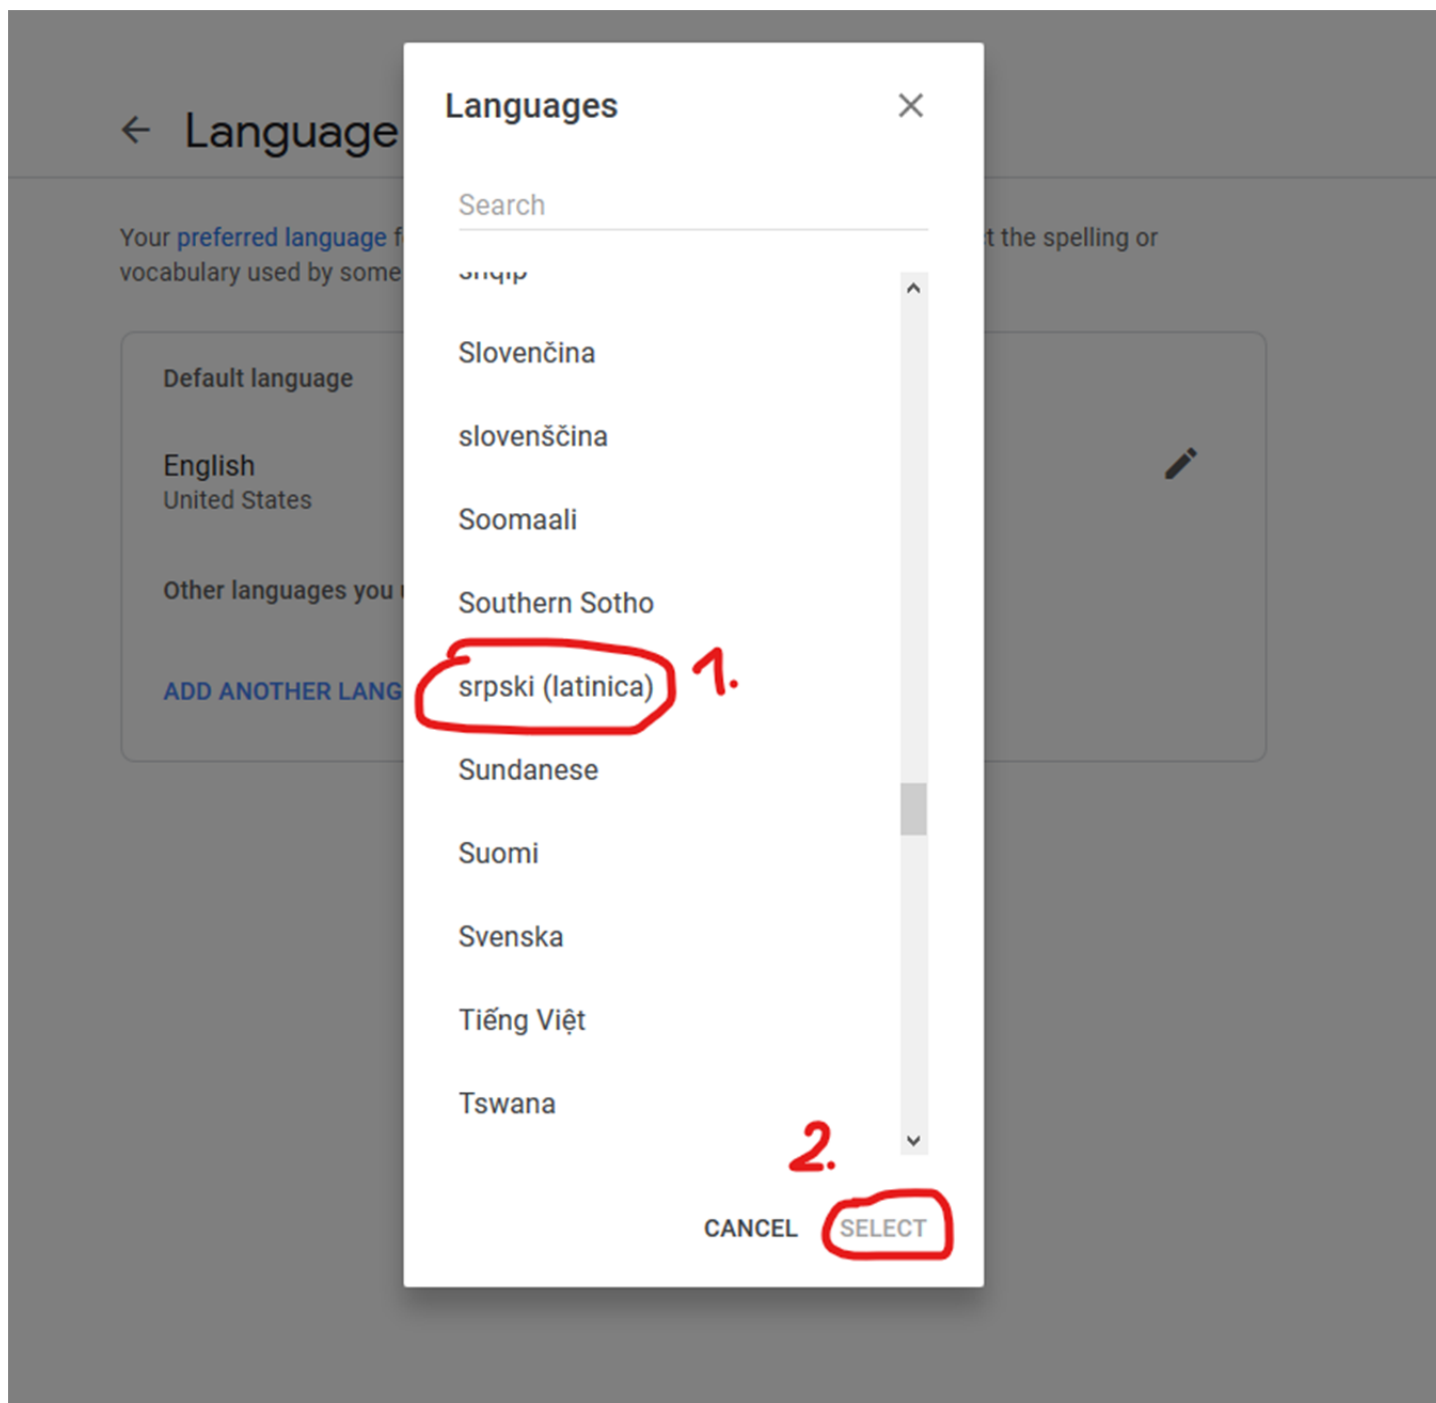 Languages
Language
Search
Your preferred language f
t the spelling or
vocabulary used by some
shqip
Slovenčina
Default language
slovenščina
English
United States
Soomaali
Other languages you
Southern Sotho
1.
srpski (latinica)
ADD ANOTHER LANG
Sundanese
Suomi
Svenska
Tiếng Việt
Tswana
2.
CANCEL SELECT